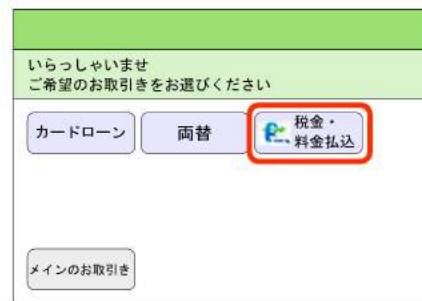 いらっしゃいませ
ご希望のお取引きをお選びください
カードローン
両替
税金・
料金払込
メインのお取引き